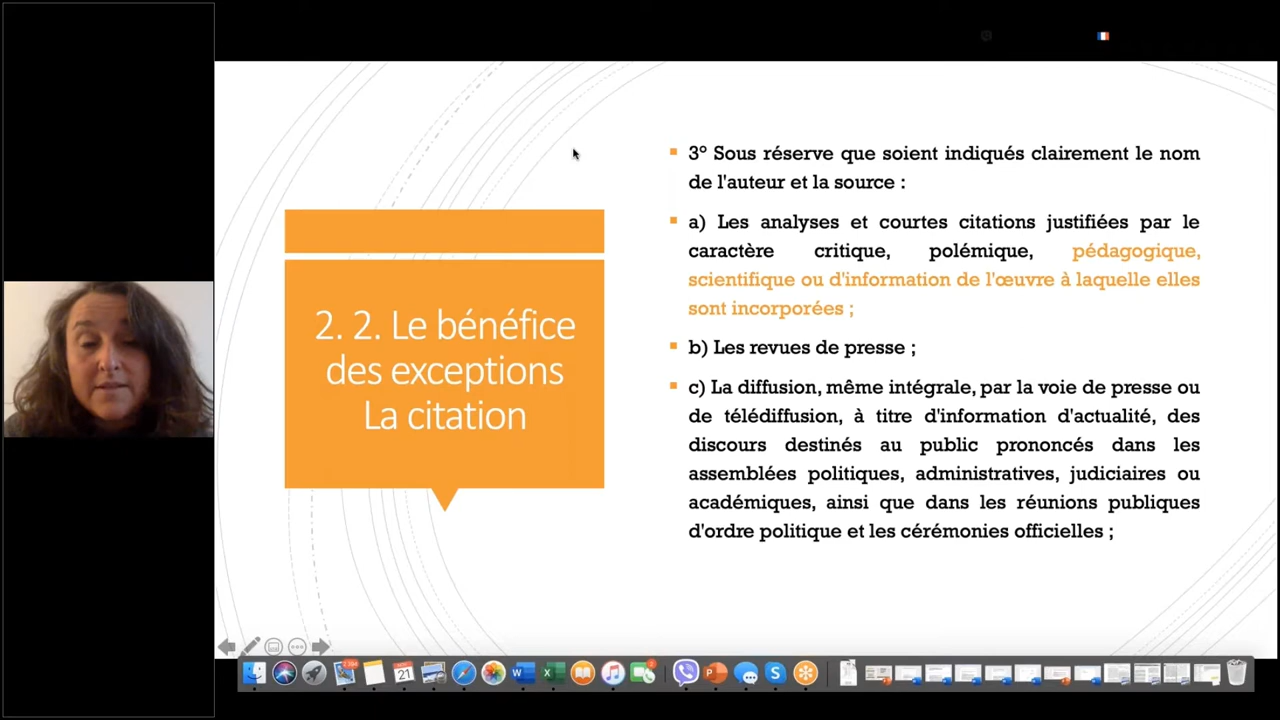 2. 2. Le bénéfice
des exceptions
La citation
3° Sous réserve que soient indiqués clairement le nom
de l'auteur et la source :
a) Les analyses et courtes citations justifiées par le
caractère critique, polémique, pédagogique,
scientifique ou d'information de l'œuvre à laquelle elles
sont incorporées ;
b) Les revues de presse ;
c) La diffusion, même intégrale, par la voie de presse ou
de télédiffusion, à titre d'information d'actualité, des
discours destinés au public prononcés dans les
assemblées politiques, administratives, judiciaires ou
académiques, ainsi que dans les réunions publiques
d'ordre politique et les cérémonies officielles ;
21